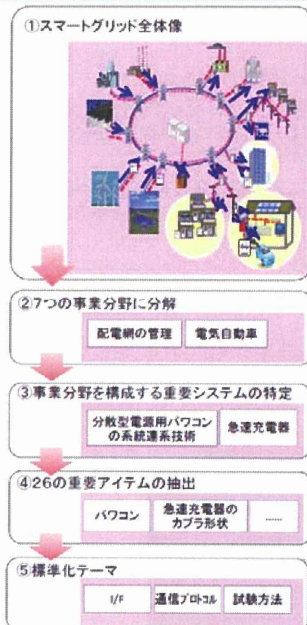 ①スマートグリッド全体像
②7つの事業分野に分解
配電網の管理
電気自動車
③事業分野を構成する重要システムの特定
分散型電源用パワコン
の系統連系技術
急速充電器
④26の重要アイテムの抽出
パワコン
急速充電器の
カプラ形状
……
⑤標準化テーマ
I/F
通信プロトコル
試験方法